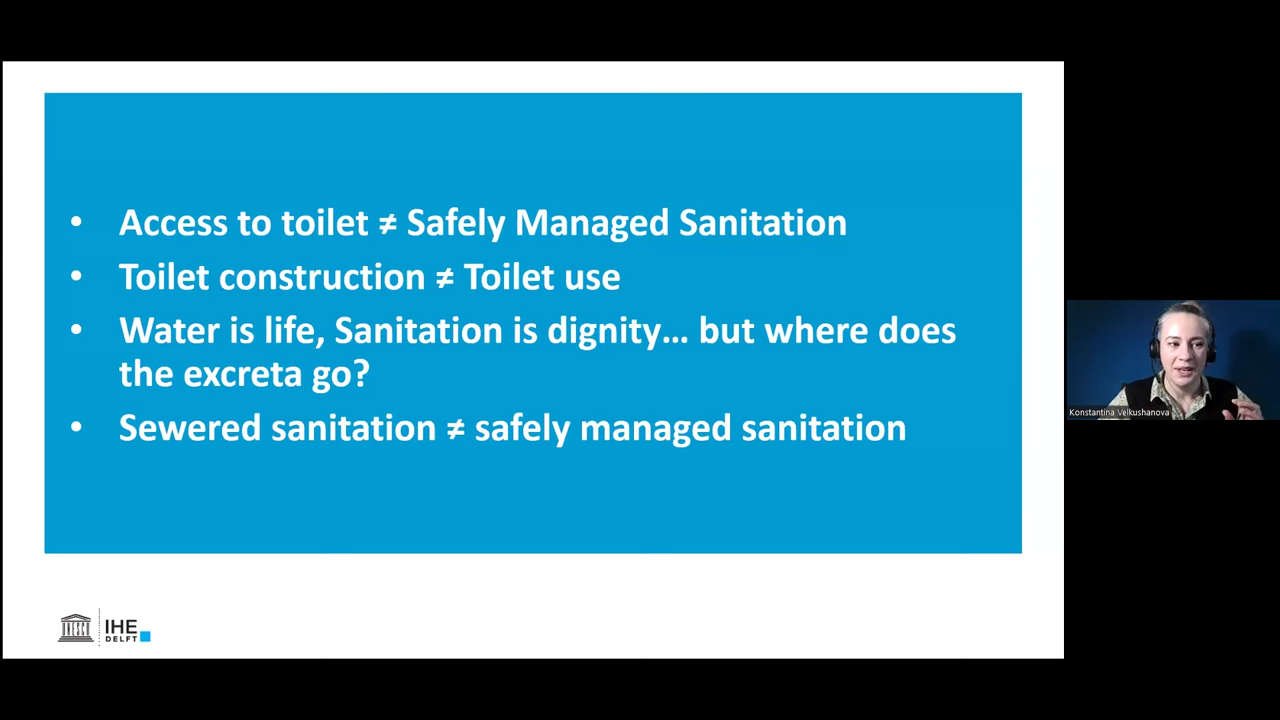 • Access to toilet ≠ Safely Managed Sanitation
• Toilet construction ≠ Toilet use
• Water is life, Sanitation is dignity... but where does
the excreta go?
• Sewered sanitation ≠ safely managed sanitation
Konstantina Velkushanova
UNESCO
IHE
DELFT